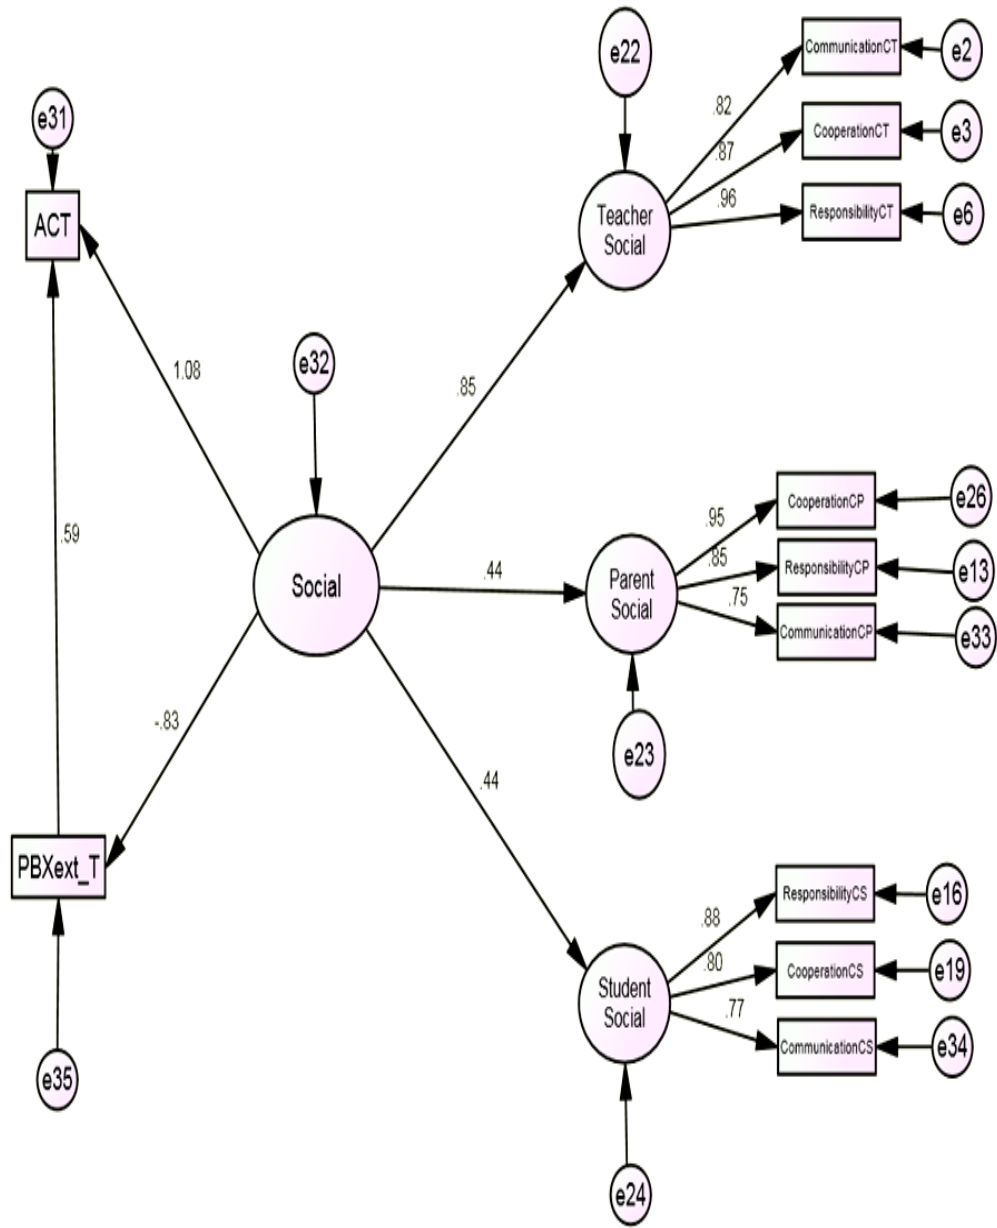 e22
CommunicationCT
e2
.82
e31
CooperationCT
e3
.87
.96
ResponsibilityCT
e6
ACT
Teacher
Social
e32
1.08
.85
CooperationCP
e26
.95
.59
.85
ResponsibilityCP
e13
Social
.44
Parent
Social
.75
CommunicationCP
e33
-.83
e23
.44
PBXext_T
ResponsibilityCS
e16
.88
.80
CooperationCS
e19
Student
Social
.77
CommunicationCS
e34
e35
e24